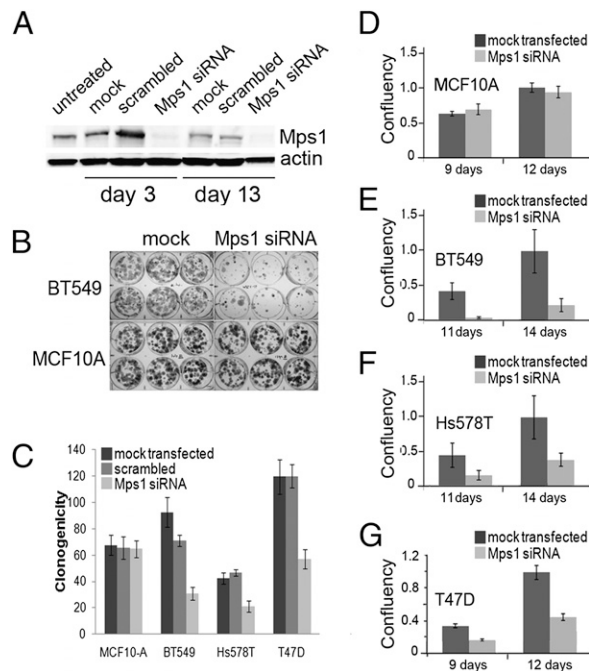 A
untreated
mock
scrambled
Mps1 siRNA
mock
scrambled
Mps1 siRNA
Mps1
actin
day 3
day 13
B
mock
Mps1 siRNA
BT549
MCF10A
C
mock transfected
scrambled
Mps1 siRNA
Clonogenicity
140
120
100
80
60
40
20
0
MCF10-A
BT549
Hs578T
T47D
D
mock transfected
Mps1 siRNA
Confluency
1.5
1.0
0.5
0
MCF10A
9 days
12 days
E
mock transfected
Mps1 siRNA
Confluency
1.5
1.0
0.5
0
BT549
11days
14 days
F
mock transfected
Mps1 siRNA
Confluency
1.5
1.0
0.5
0
Hs578T
11days
14 days
G
mock transfected
Mps1 siRNA
Confluency
1.2
0.8
0.4
0
T47D
9 days
12 days